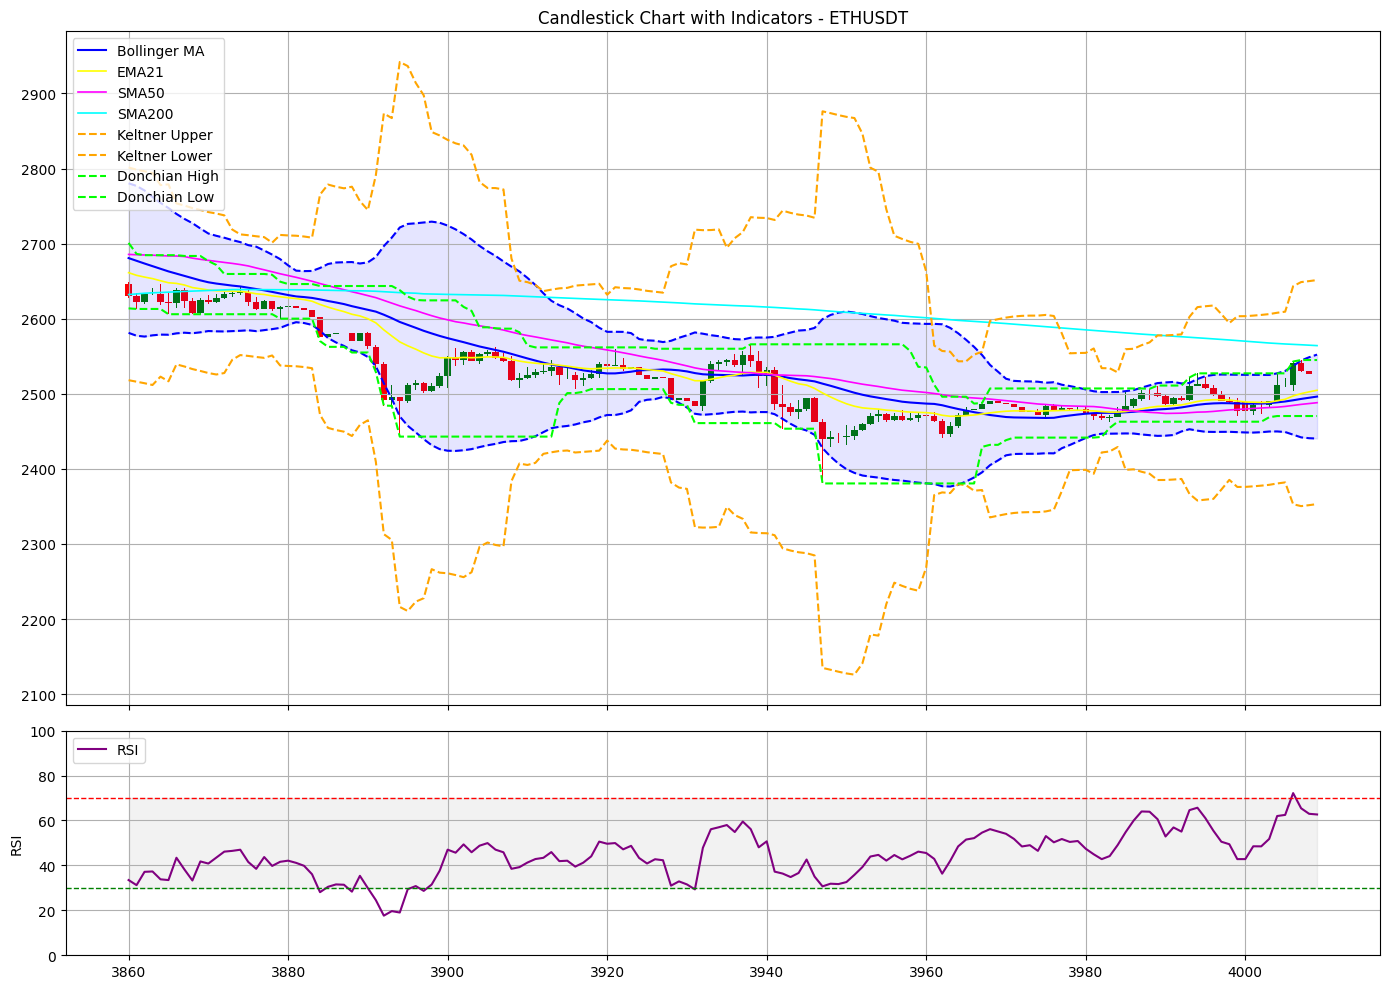 Candlestick Chart with Indicators - ETHUSDT
Bollinger MA
EMA21
SMA50
SMA200
Keltner Upper
Keltner Lower
Donchian High
Donchian Low
2900
2800
2700
2600
2500
2400
2300
2200
2100
RSI
100
80
60
40
20
0
RSI
3860 3880 3900 3920 3940 3960 3980 4000